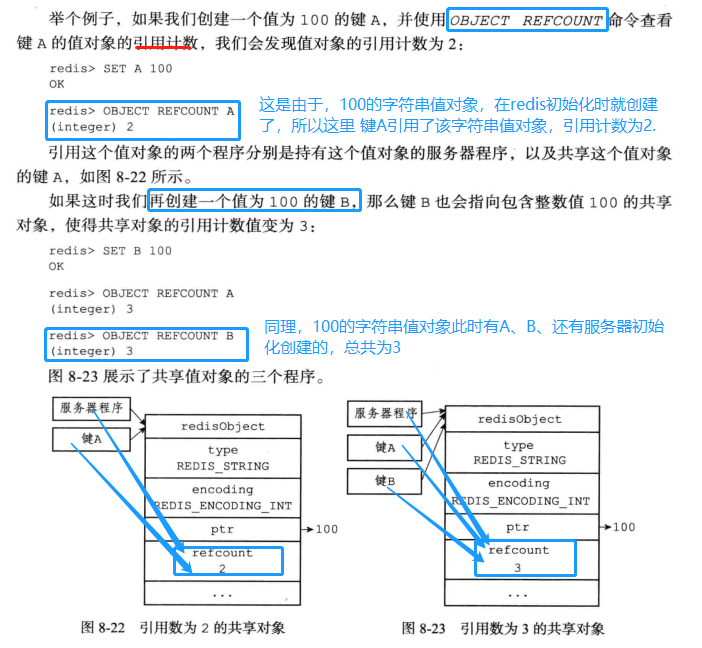 举个例子，如果我们创建一个值为 100 的键 A，并使用 OBJECT REFCOUNT 命令查看
键 A 的值对象的引用计数，我们会发现值对象的引用计数为 2：
redis> SET A 100
OK
redis> OBJECT REFCOUNT A
(integer) 2
这是由于，100的字符串值对象，在redis初始化时就创建
了，所以这里 键A引用了该字符串值对象，引用计数为2.
引用这个值对象的两个程序分别是持有这个值对象的服务器程序，以及共享这个值对象
的键 A，如图 8-22 所示。
如果这时我们再创建一个值为 100 的键 B，那么键 B 也会指向包含整数值 100 的共享
对象，使得共享对象的引用计数值变为 3：
redis> SET B 100
OK
redis> OBJECT REFCOUNT A
(integer) 3
redis> OBJECT REFCOUNT B
(integer) 3
同理，100的字符串值对象此时有A、B、还有服务器初始
化创建的，总共为3
图 8-23 展示了共享值对象的三个程序。
服务器程序
键A
redisObject
type
REDIS_STRING
encoding
REDIS_ENCODING_INT
ptr
100
refcount
2
...
图 8-22 引用数为 2 的共享对象
服务器程序
键A
键B
redisObject
type
REDIS_STRING
encoding
REDIS_ENCODING_INT
ptr
100
refcount
3
...
图 8-23 引用数为 3 的共享对象